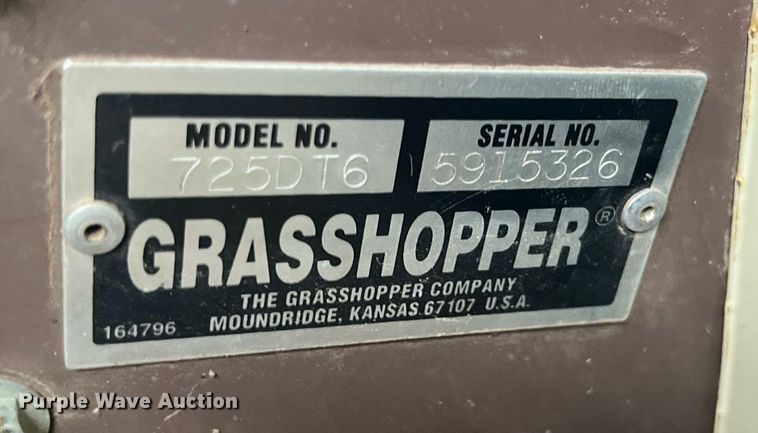 MODEL NO. SERIAL NO.
725DT6 5915326
GRASSHOPPER®
THE GRASSHOPPER COMPANY
MOUNDRIDGE, KANSAS 67107 U.S.A.
164796
Purple Wave Auction